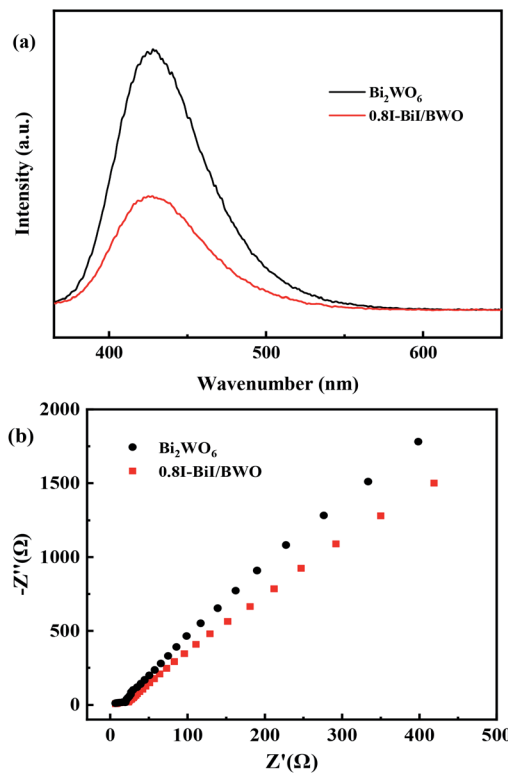 (a)
Bi₂WO₆
0.8I-BiI/BWO
Intensity (a.u.)
400 500 600
Wavenumber (nm)
(b)
2000
Bi₂WO₆
0.8I-BiI/BWO
1500
1000
500
0
-Z''(Ω)
0 100 200 300 400 500
Z'(Ω)